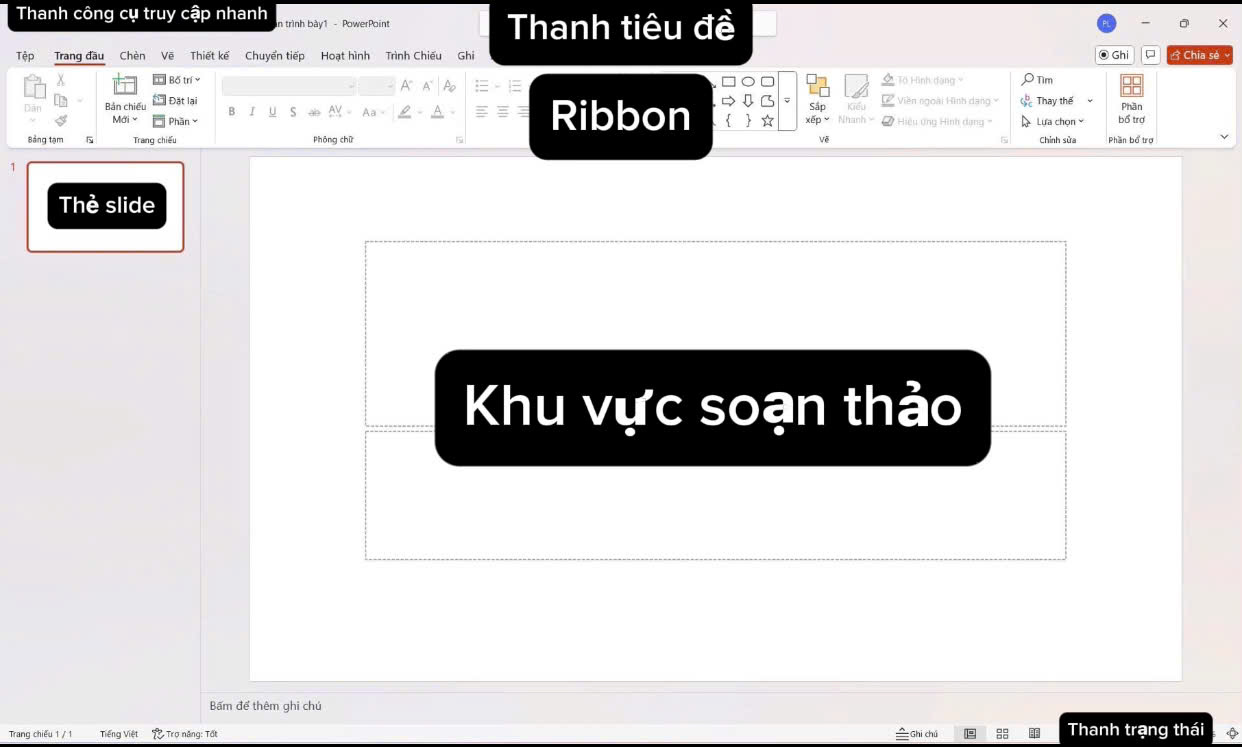 Thanh công cụ truy cập nhanh
trình bày1 - PowerPoint
Thanh tiêu đề
PL
Tệp Trang đầu Chèn Vẽ Thiết kế Chuyển tiếp Hoạt hình Trình Chiếu Ghi
Ghi
Chia sẻ
Dán
Bảng tạm
Bản chiếu
Mới
Bố trí
Đặt lại
Phần
Trang chiếu
B I U S ab AV Aa A
Phông chữ
Ribbon
Sắp
xếp
Kiểu
Nhanh
Tô Hình dạng
Viền ngoài Hình dạng
Hiệu ứng Hình dạng
Vẽ
Tìm
Thay thế
Lựa chọn
Chỉnh sửa
Phần
bổ trợ
Phần bổ trợ
1
Thẻ slide
Khu vực soạn thảo
Bấm để thêm ghi chú
Trang chiếu 1 / 1 Tiếng Việt Trợ năng: Tốt
Ghi chú
Thanh trạng thái